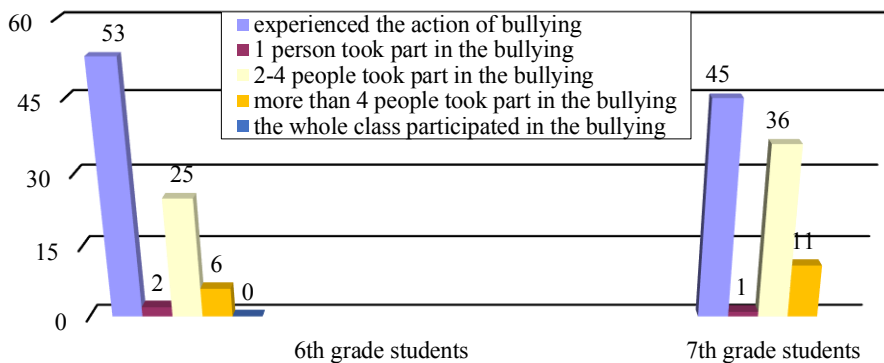 60
45
30
15
0
experienced the action of bullying
1 person took part in the bullying
2-4 people took part in the bullying
more than 4 people took part in the bullying
the whole class participated in the bullying
53
2
25
6
0
45
1
36
11
6th grade students
7th grade students